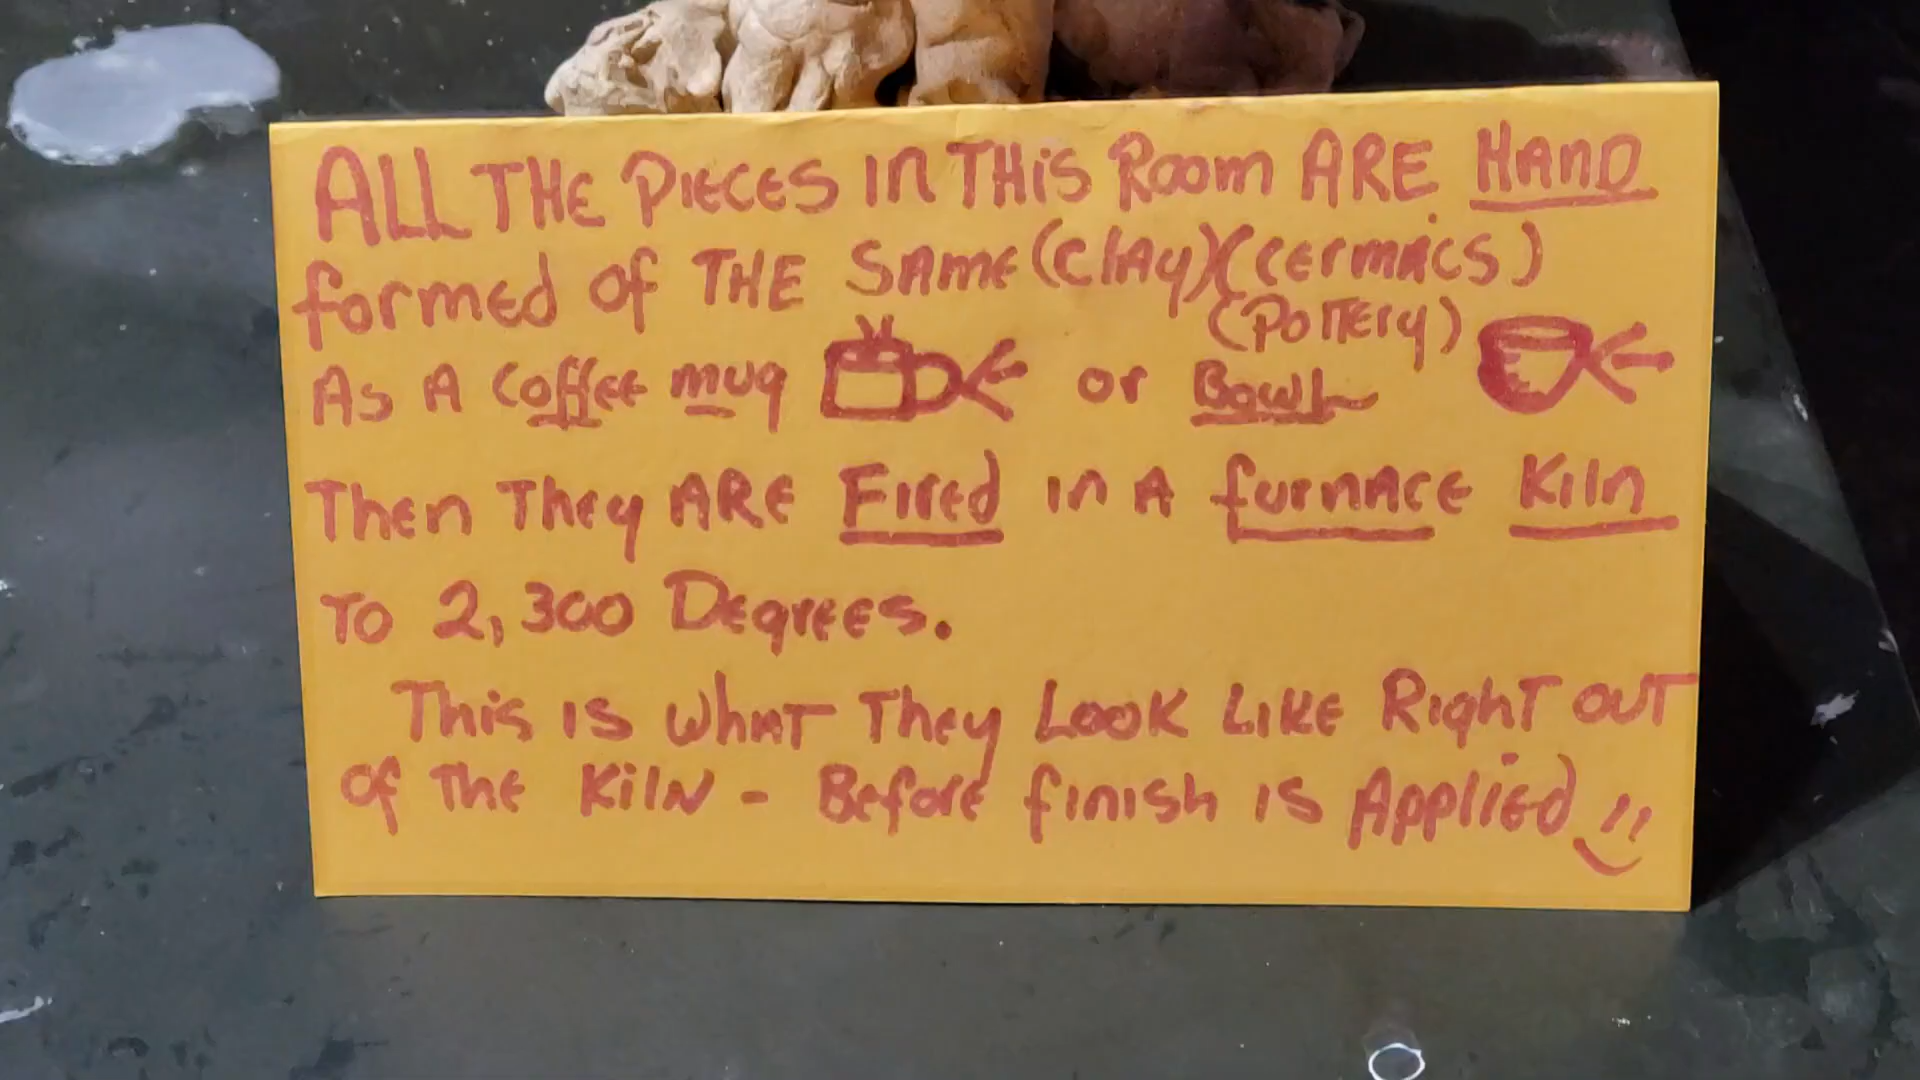 ALL THE PIECES IN THIS ROOM ARE HAND
formed of THE SAME (clay) (cermics)
(Pottery)
As A coffee mug or Bowl
Then They ARE Fired in A furnace Kiln
To 2,300 Degrees.
This is what They Look Like Right out
of The Kiln - Before finish is Applied